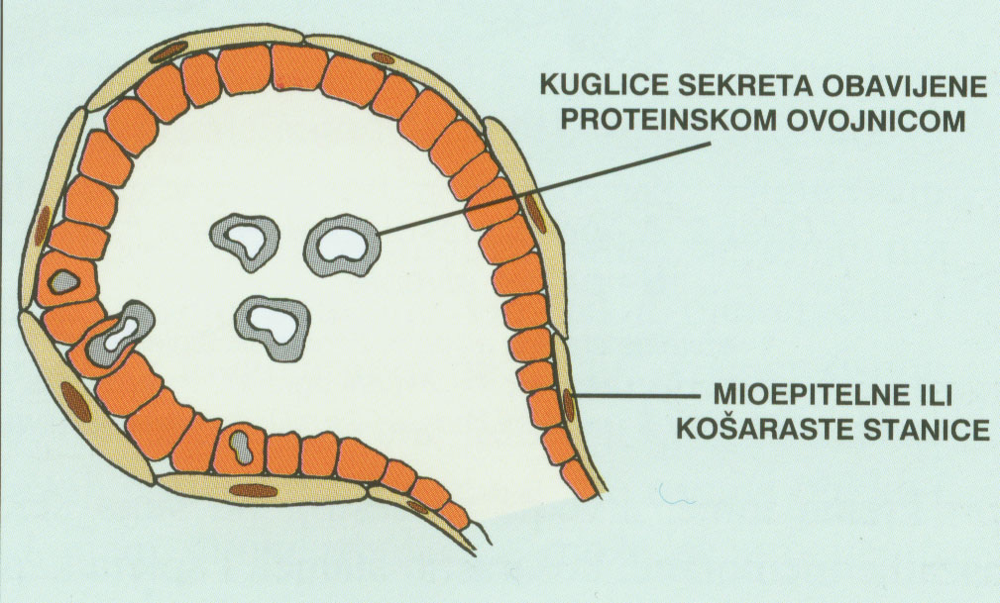 KUGLICE SEKRETA OBAVIJENE
PROTEINSKOM OVOJNICOM
MIOEPITELNE ILI
KOŠARASTE STANICE